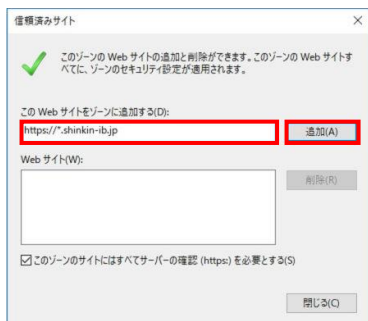 信頼済みサイト
このゾーンの Web サイトの追加と削除ができます。このゾーンの Web サイトす
べてに、ゾーンのセキュリティ設定が適用されます。
この Web サイトをゾーンに追加する(D):
https://*.shinkin-ib.jp
追加(A)
Web サイト(W):
削除(R)
このゾーンのサイトにはすべてサーバーの確認 (https:) を必要とする(S)
閉じる(C)